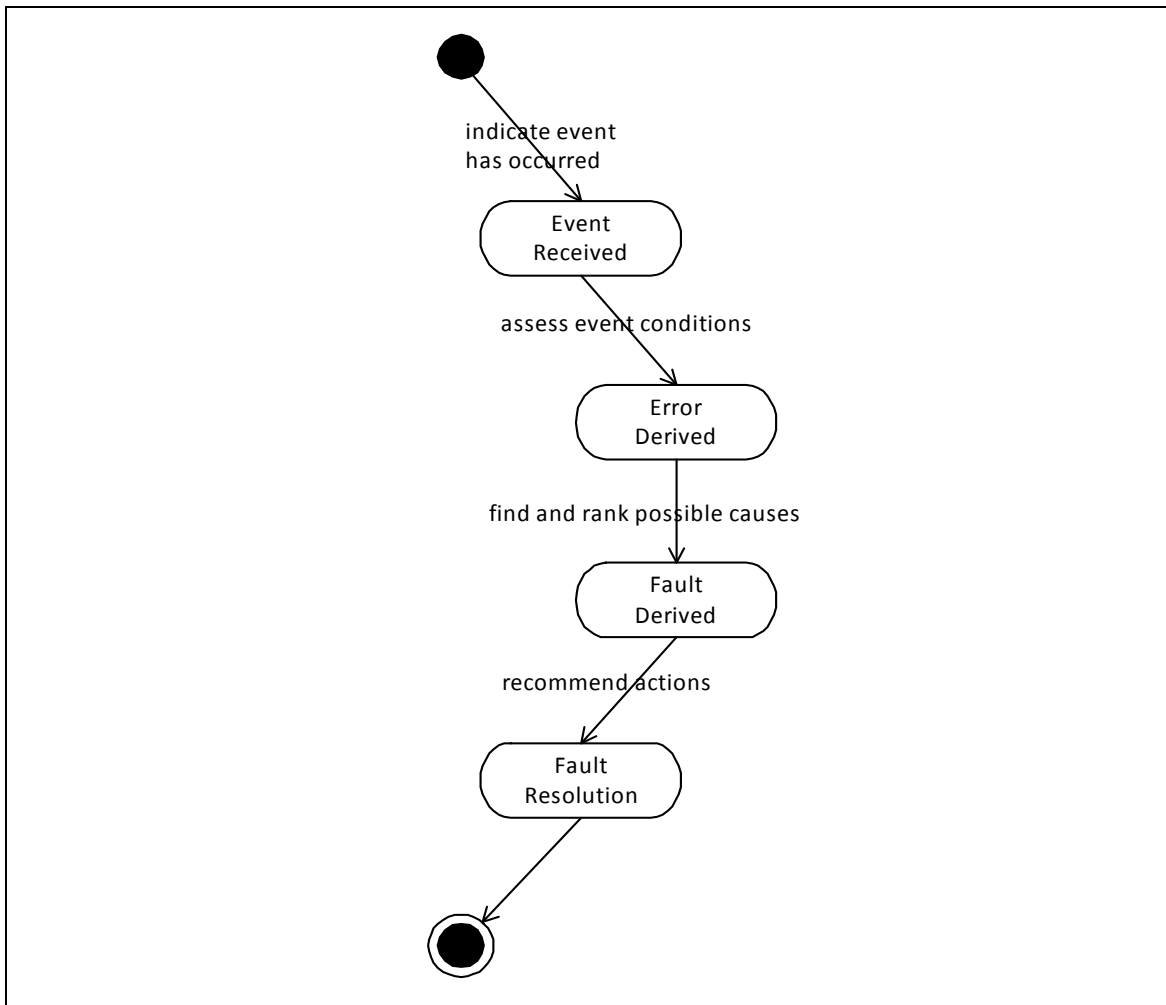 indicate event
has occurred
Event
Received
assess event conditions
Error
Derived
find and rank possible causes
Fault
Derived
recommend actions
Fault
Resolution